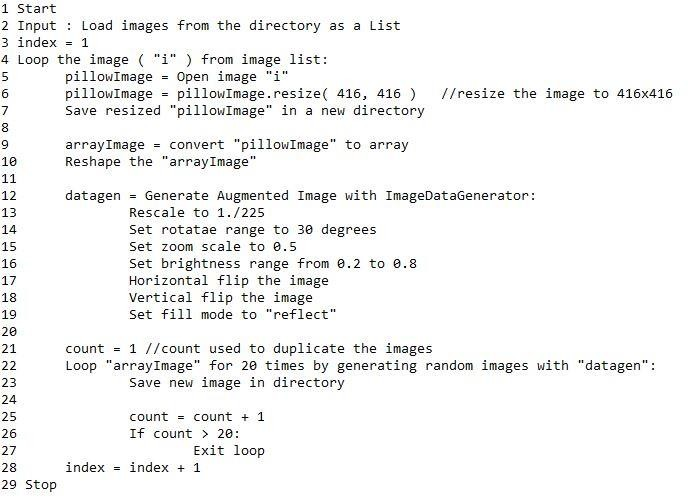 1 Start
2 Input : Load images from the directory as a List
3 index = 1
4 Loop the image ( "i" ) from image list:
5 pillowImage = Open image "i"
6 pillowImage = pillowImage.resize( 416, 416 ) //resize the image to 416x416
7 Save resized "pillowImage" in a new directory
8
9 arrayImage = convert "pillowImage" to array
10 Reshape the "arrayImage"
11
12 datagen = Generate Augmented Image with ImageDataGenerator:
13 Rescale to 1./225
14 Set rotatae range to 30 degrees
15 Set zoom scale to 0.5
16 Set brightness range from 0.2 to 0.8
17 Horizontal flip the image
18 Vertical flip the image
19 Set fill mode to "reflect"
20
21 count = 1 //count used to duplicate the images
22 Loop "arrayImage" for 20 times by generating random images with "datagen":
23 Save new image in directory
24
25 count = count + 1
26 If count > 20:
27 Exit loop
28 index = index + 1
29 Stop